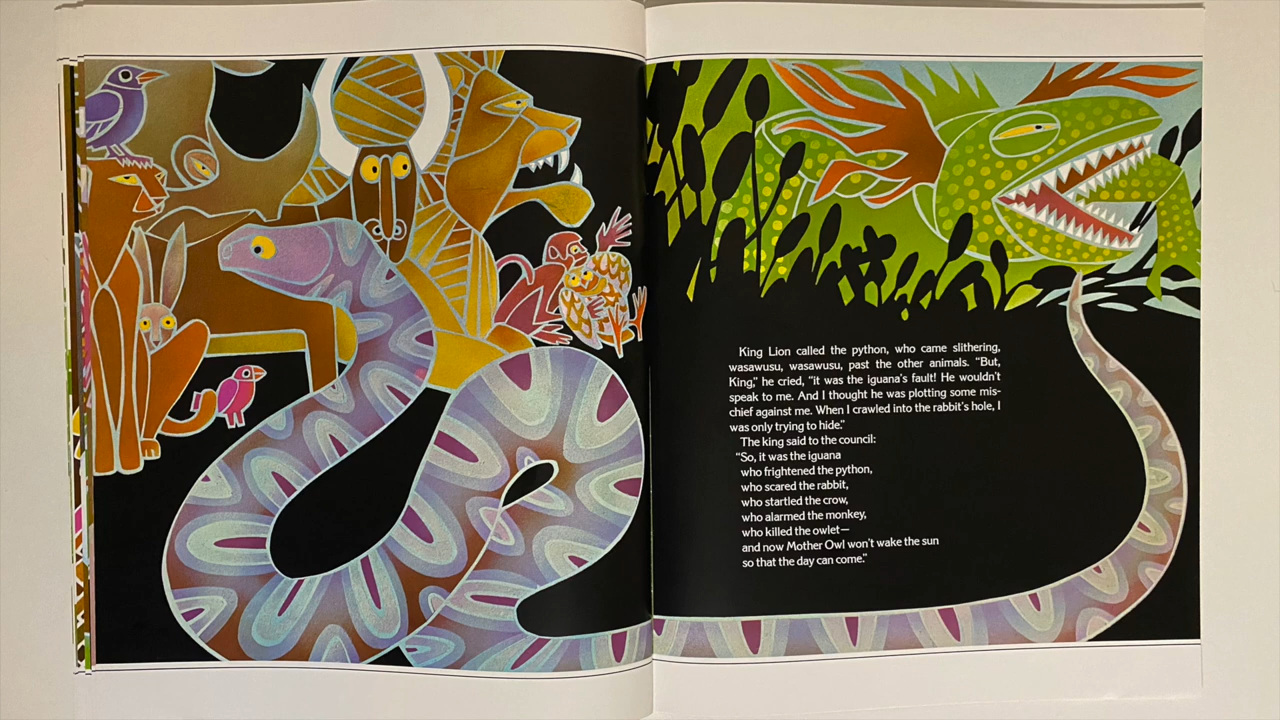 King Lion called the python, who came slithering,
wasawusu, wasawusu, past the other animals. “But,
King,” he cried, “it was the iguana’s fault! He wouldn’t
speak to me. And I thought he was plotting some mis-
chief against me. When I crawled into the rabbit’s hole, I
was only trying to hide.”
The king said to the council:
“So, it was the iguana
who frightened the python,
who scared the rabbit,
who startled the crow,
who alarmed the monkey,
who killed the owlet—
and now Mother Owl won’t wake the sun
so that the day can come.”